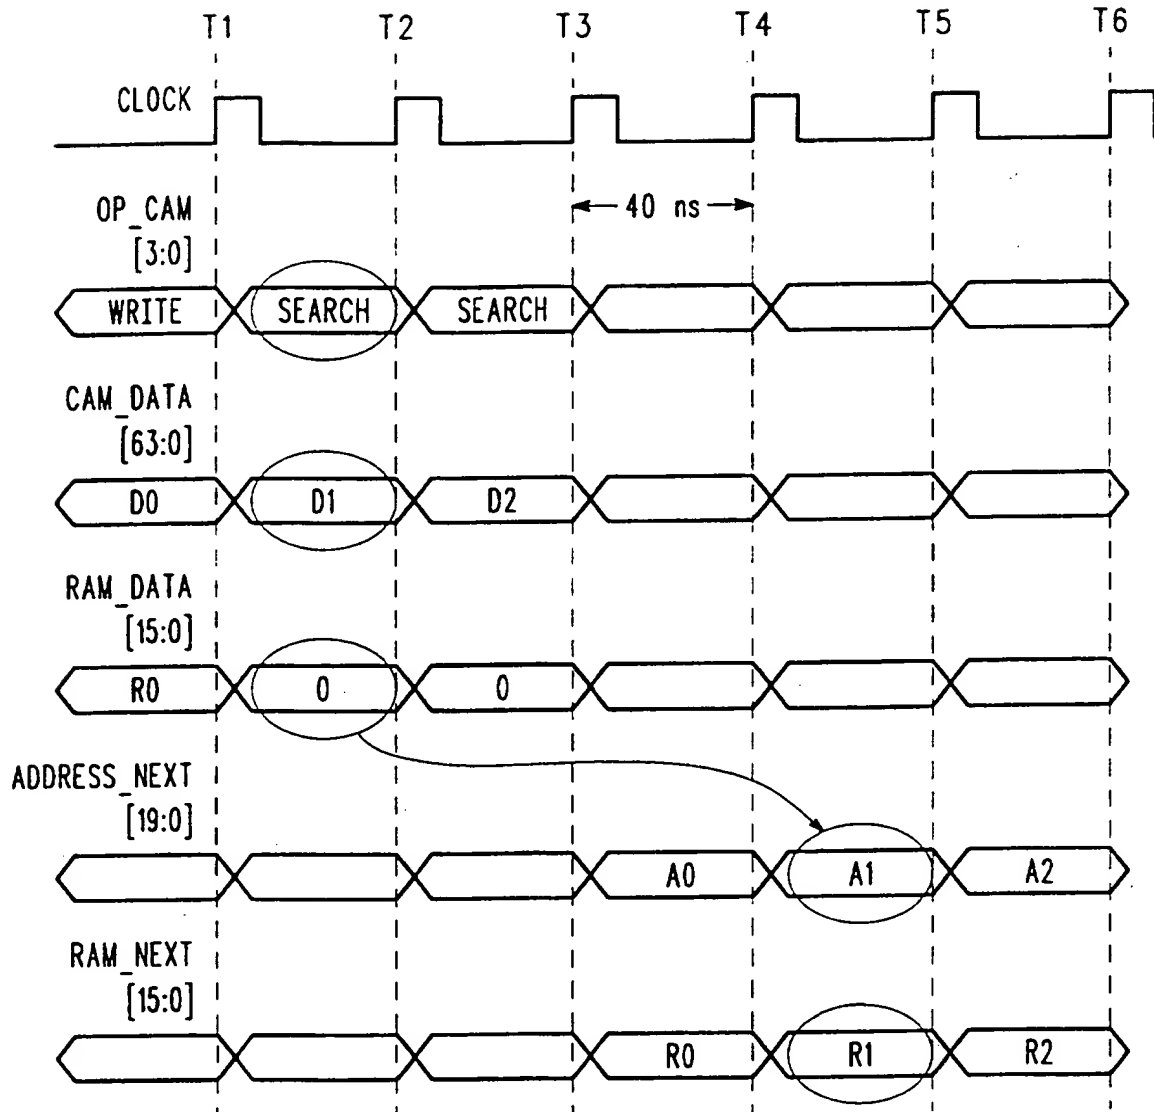 T1 T2 T3 T4 T5 T6
CLOCK
OP_CAM
[3:0]
40 ns
WRITE SEARCH SEARCH
CAM_DATA
[63:0]
D0 D1 D2
RAM_DATA
[15:0]
R0 0 0
ADDRESS_NEXT
[19:0]
A0 A1 A2
RAM_NEXT
[15:0]
R0 R1 R2